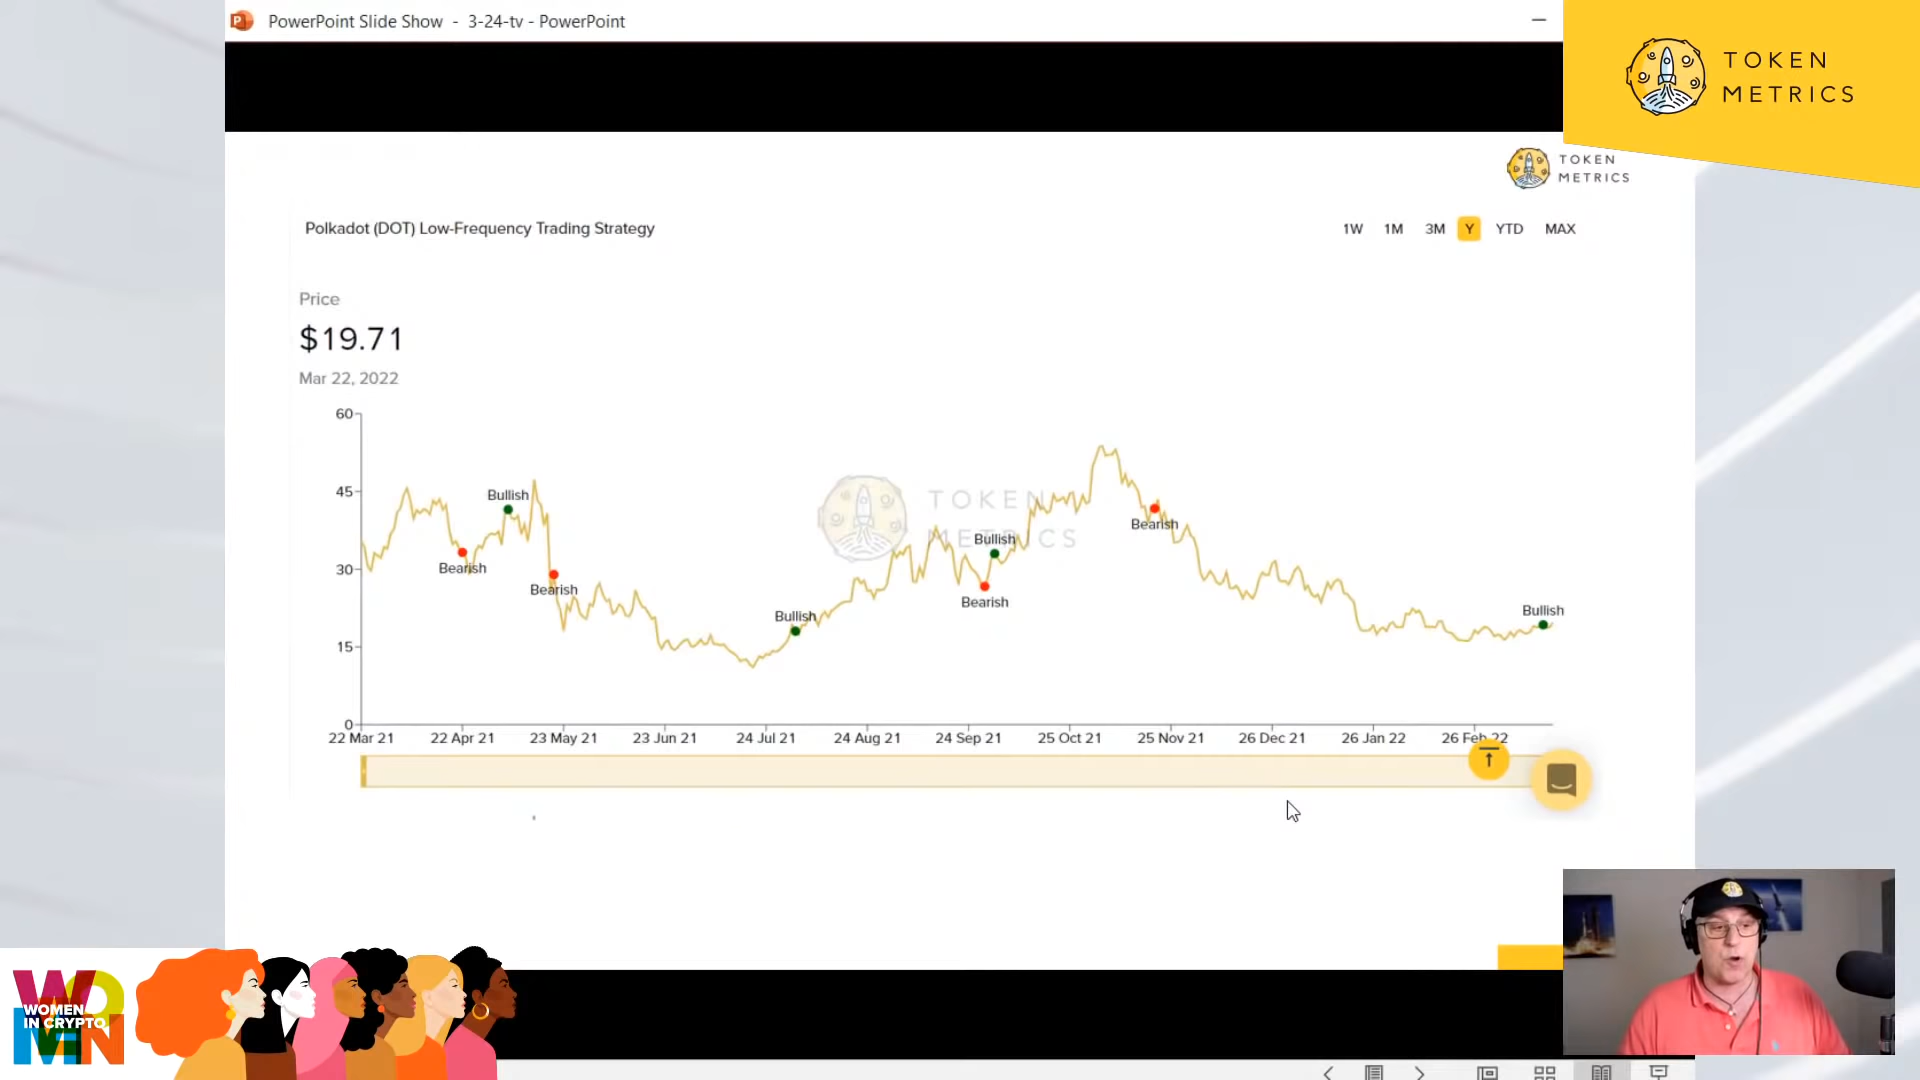 PowerPoint Slide Show - 3-24-tv - PowerPoint
TOKEN
METRICS
TOKEN
METRICS
Polkadot (DOT) Low-Frequency Trading Strategy
1W 1M 3M Y YTD MAX
Price
$19.71
Mar 22, 2022
60
45
30
15
0
TOKEN
METRICS
Bearish
Bullish
Bearish
Bullish
Bearish
Bullish
Bearish
Bullish
22 Mar 21 22 Apr 21 23 May 21 23 Jun 21 24 Jul 21 24 Aug 21 24 Sep 21 25 Oct 21 25 Nov 21 26 Dec 21 26 Jan 22 26 Feb 22
WOMEN
WOMEN
IN CRYPTO